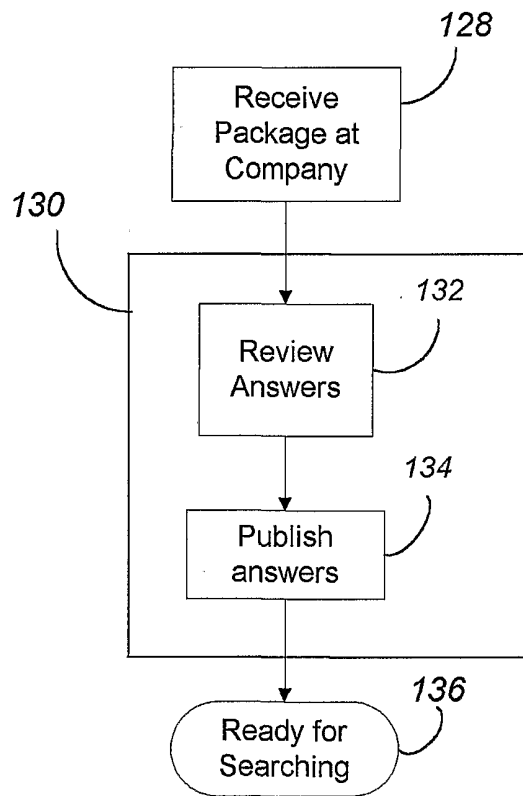 128
Receive
Package at
Company
130
132
Review
Answers
134
Publish
answers
136
Ready for
Searching